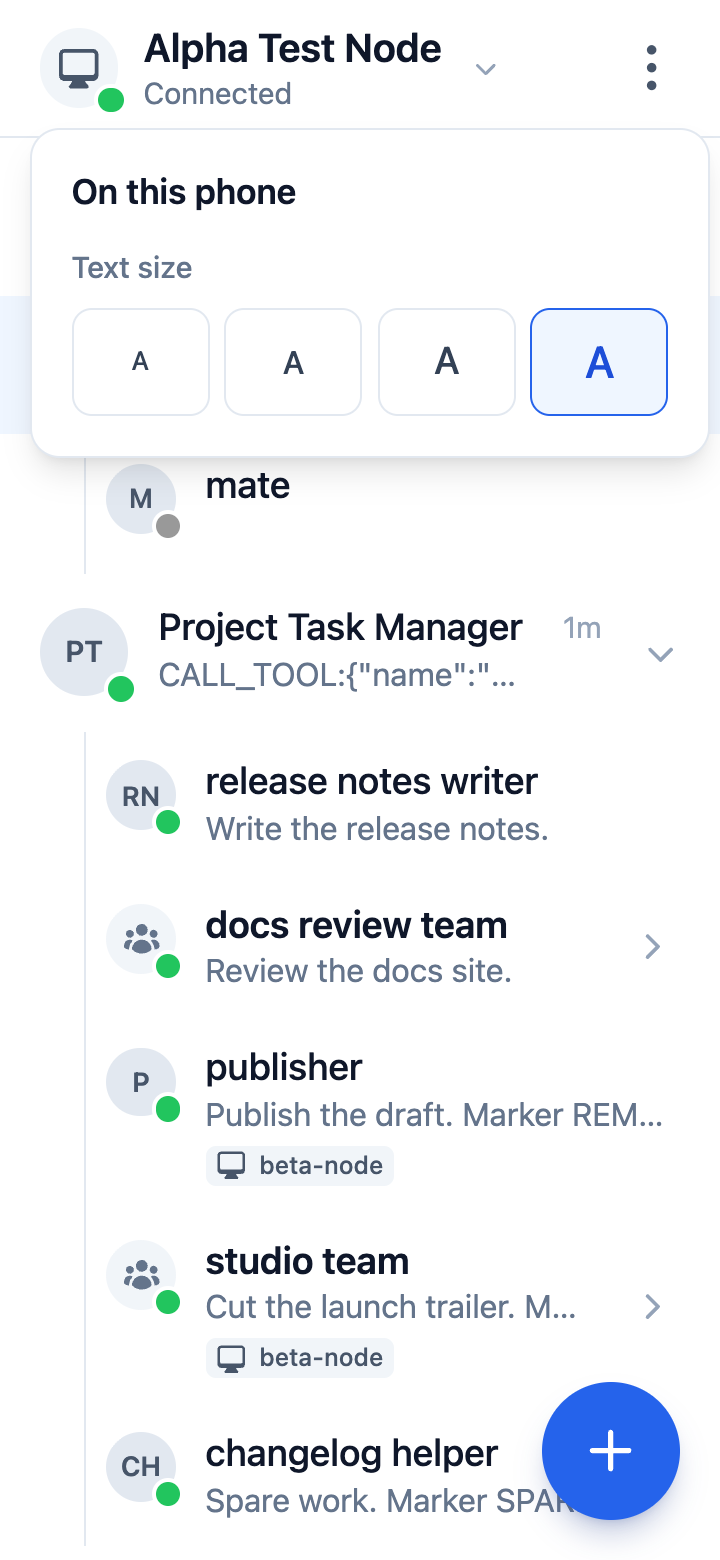 Alpha Test Node
Connected
On this phone
Text size
A A A A
M mate
Project Task Manager 1m
PT
CALL_TOOL:{"name":"...
release notes writer
RN
Write the release notes.
docs review team
Review the docs site.
publisher
P
Publish the draft. Marker REM...
beta-node
studio team
Cut the launch trailer. M...
beta-node
changelog helper
CH
Spare work. Marker